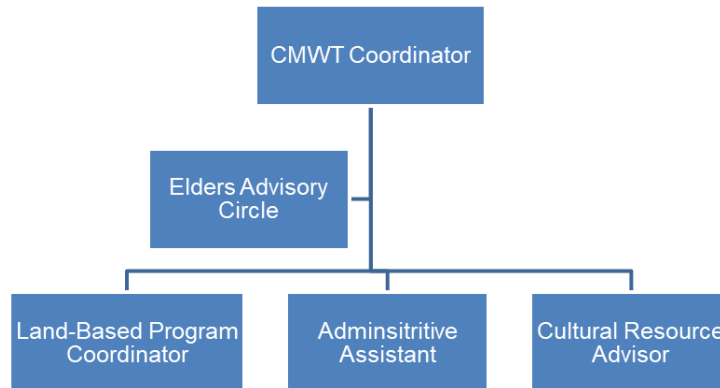 CMWT Coordinator
Elders Advisory
Circle
Land-Based Program
Coordinator
Adminsitritive
Assistant
Cultural Resource
Advisor